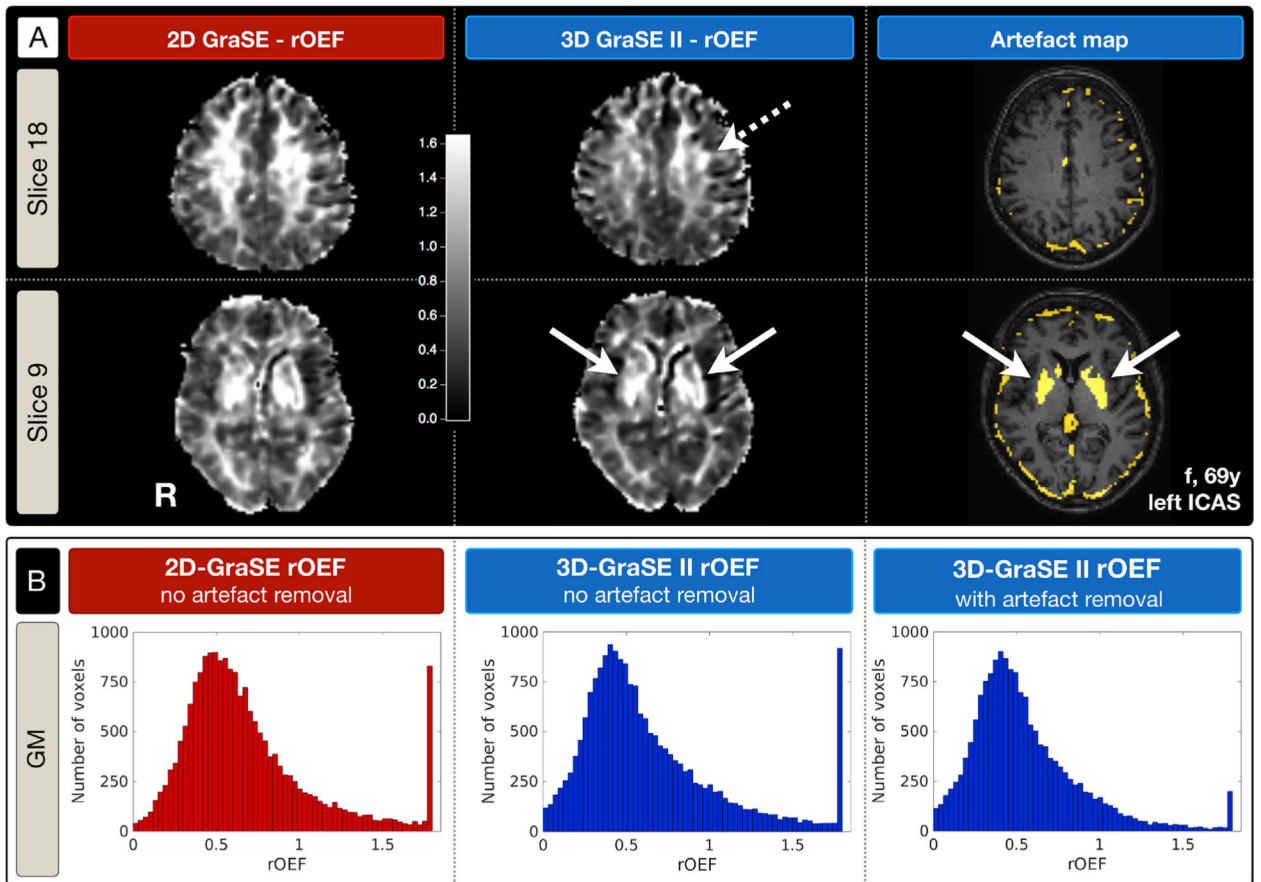 A
2D GraSE - rOEF
3D GraSE II - rOEF
Artefact map
Slice 18
1.6
1.4
1.2
1.0
0.8
0.6
0.4
0.2
0.0
Slice 9
R
f, 69y
left ICAS
B
2D-GraSE rOEF
no artefact removal
3D-GraSE II rOEF
no artefact removal
3D-GraSE II rOEF
with artefact removal
GM
Number of voxels
1000
750
500
250
0
0 0.5 1 1.5
rOEF
Number of voxels
1000
750
500
250
0
0 0.5 1 1.5
rOEF
Number of voxels
1000
750
500
250
0
0 0.5 1 1.5
rOEF